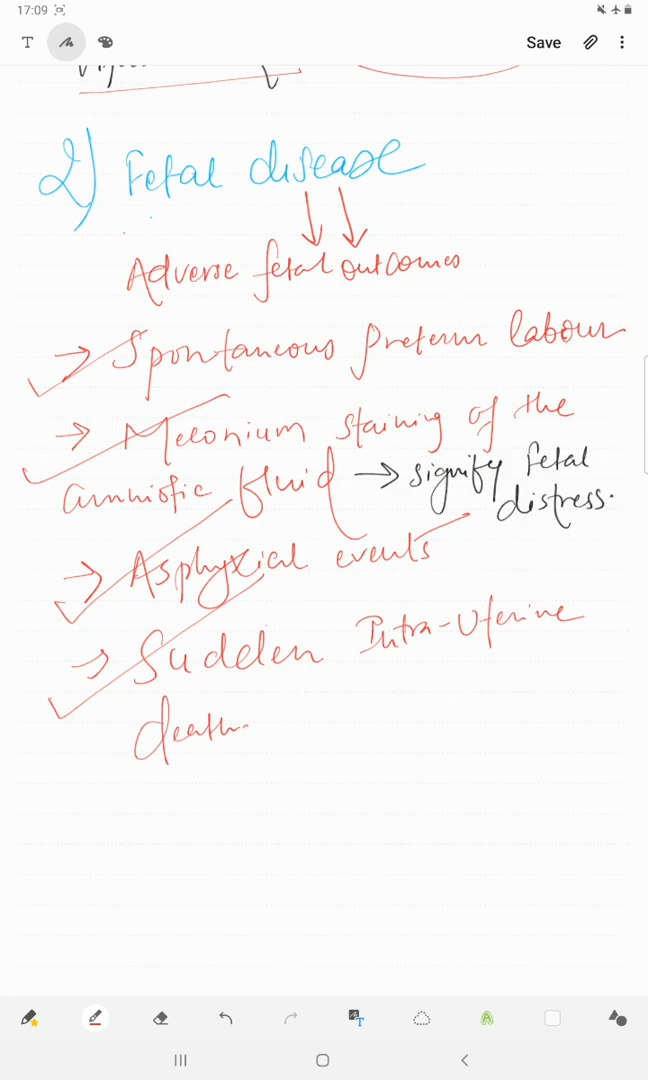 17:09
T
Save
2) Fetal disease
Adverse fetal outcomes
→ Spontaneous preterm labour
→ Meconium staining of the
amniotic fluid → signify fetal
distress.
→ Asphyxial events
→ Sudden Intra-Uterine
death.